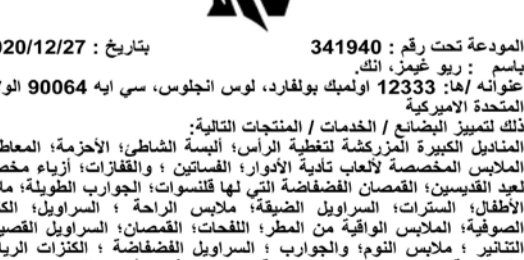 المودعة تحت رقم : 341940 بتاريخ : 2020/12/27
باسم : ريو غيمز، انك.
عنوانه /ها: 12333 اولمبك بولفارد، لوس انجلوس، سي ايه 90064
المتحدة الاميركية
ذلك لتمييز البضائع / الخدمات / المنتجات التالية:
المناديل الكبيرة المزركشة لتغطية الرأس؛ ألبسة الشاطئ؛ الأحزمة؛
الملابس المخصصة لألعاب تأدية الأدوار؛ الفساتين ؛ والقفازات؛ أزياء
لعيد القديسين؛ القمصان الفضفاضة التي لها قلنسوات؛ الجوارب الطويلة؛
الأطفال؛ السترات؛ السراويل الضيقة؛ ملابس الراحة ؛ السراويل؛
الصوفية؛ الملابس الواقية من المطر؛ اللفحات؛ القمصان؛ السراويل
التنانير ؛ ملابس النوم؛ والجوارب ؛ السراويل الفضفاضة ؛ الكنزات